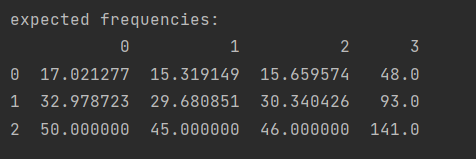 expected frequencies:
0 1 2 3
0 17.021277 15.319149 15.659574 48.0
1 32.978723 29.680851 30.340426 93.0
2 50.000000 45.000000 46.000000 141.0